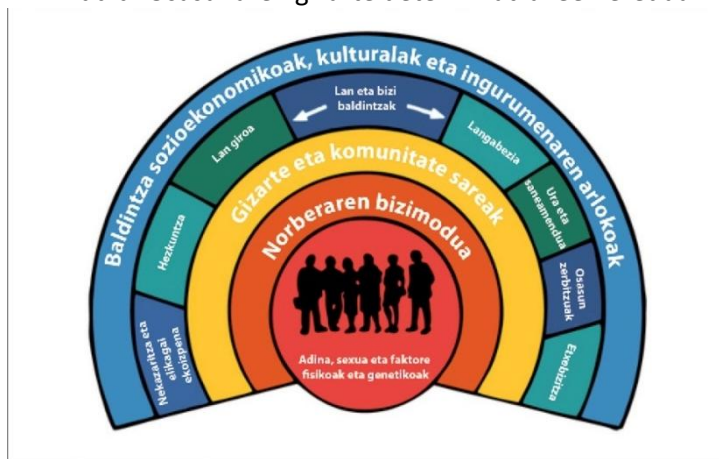 Baldintza sozioekonomikoak, kulturalak eta ingurumenaren arlokoak
Lan eta bizi
baldintzak
Lan giroa
Langabezia
Hezkuntza
Ura eta
saneamendua
Nekazaritza eta
elikagai
ekoizpena
Osasun
zerbitzuak
Etxebizitza
Gizarte eta komunitate sareak
Norberaren bizimodua
Adina, sexua eta faktore
fisikoak eta genetikoak